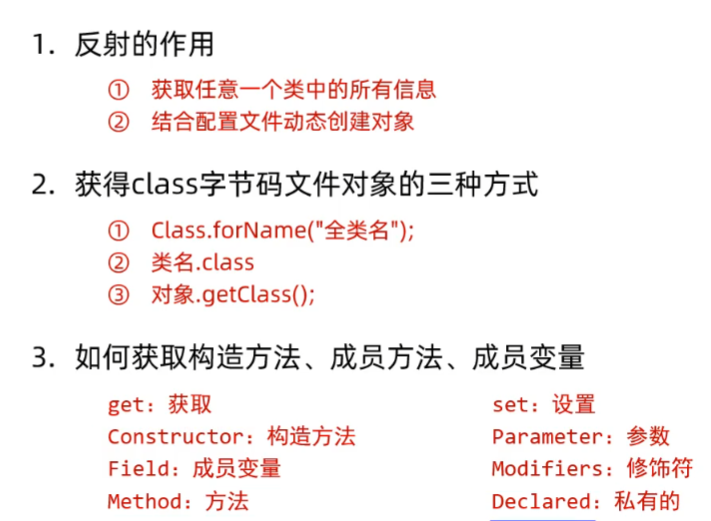 1. 反射的作用
① 获取任意一个类中的所有信息
② 结合配置文件动态创建对象
2. 获得class字节码文件对象的三种方式
① Class.forName("全类名");
② 类名.class
③ 对象.getClass();
3. 如何获取构造方法、成员方法、成员变量
get：获取 set：设置
Constructor：构造方法 Parameter：参数
Field：成员变量 Modifiers：修饰符
Method：方法 Declared：私有的